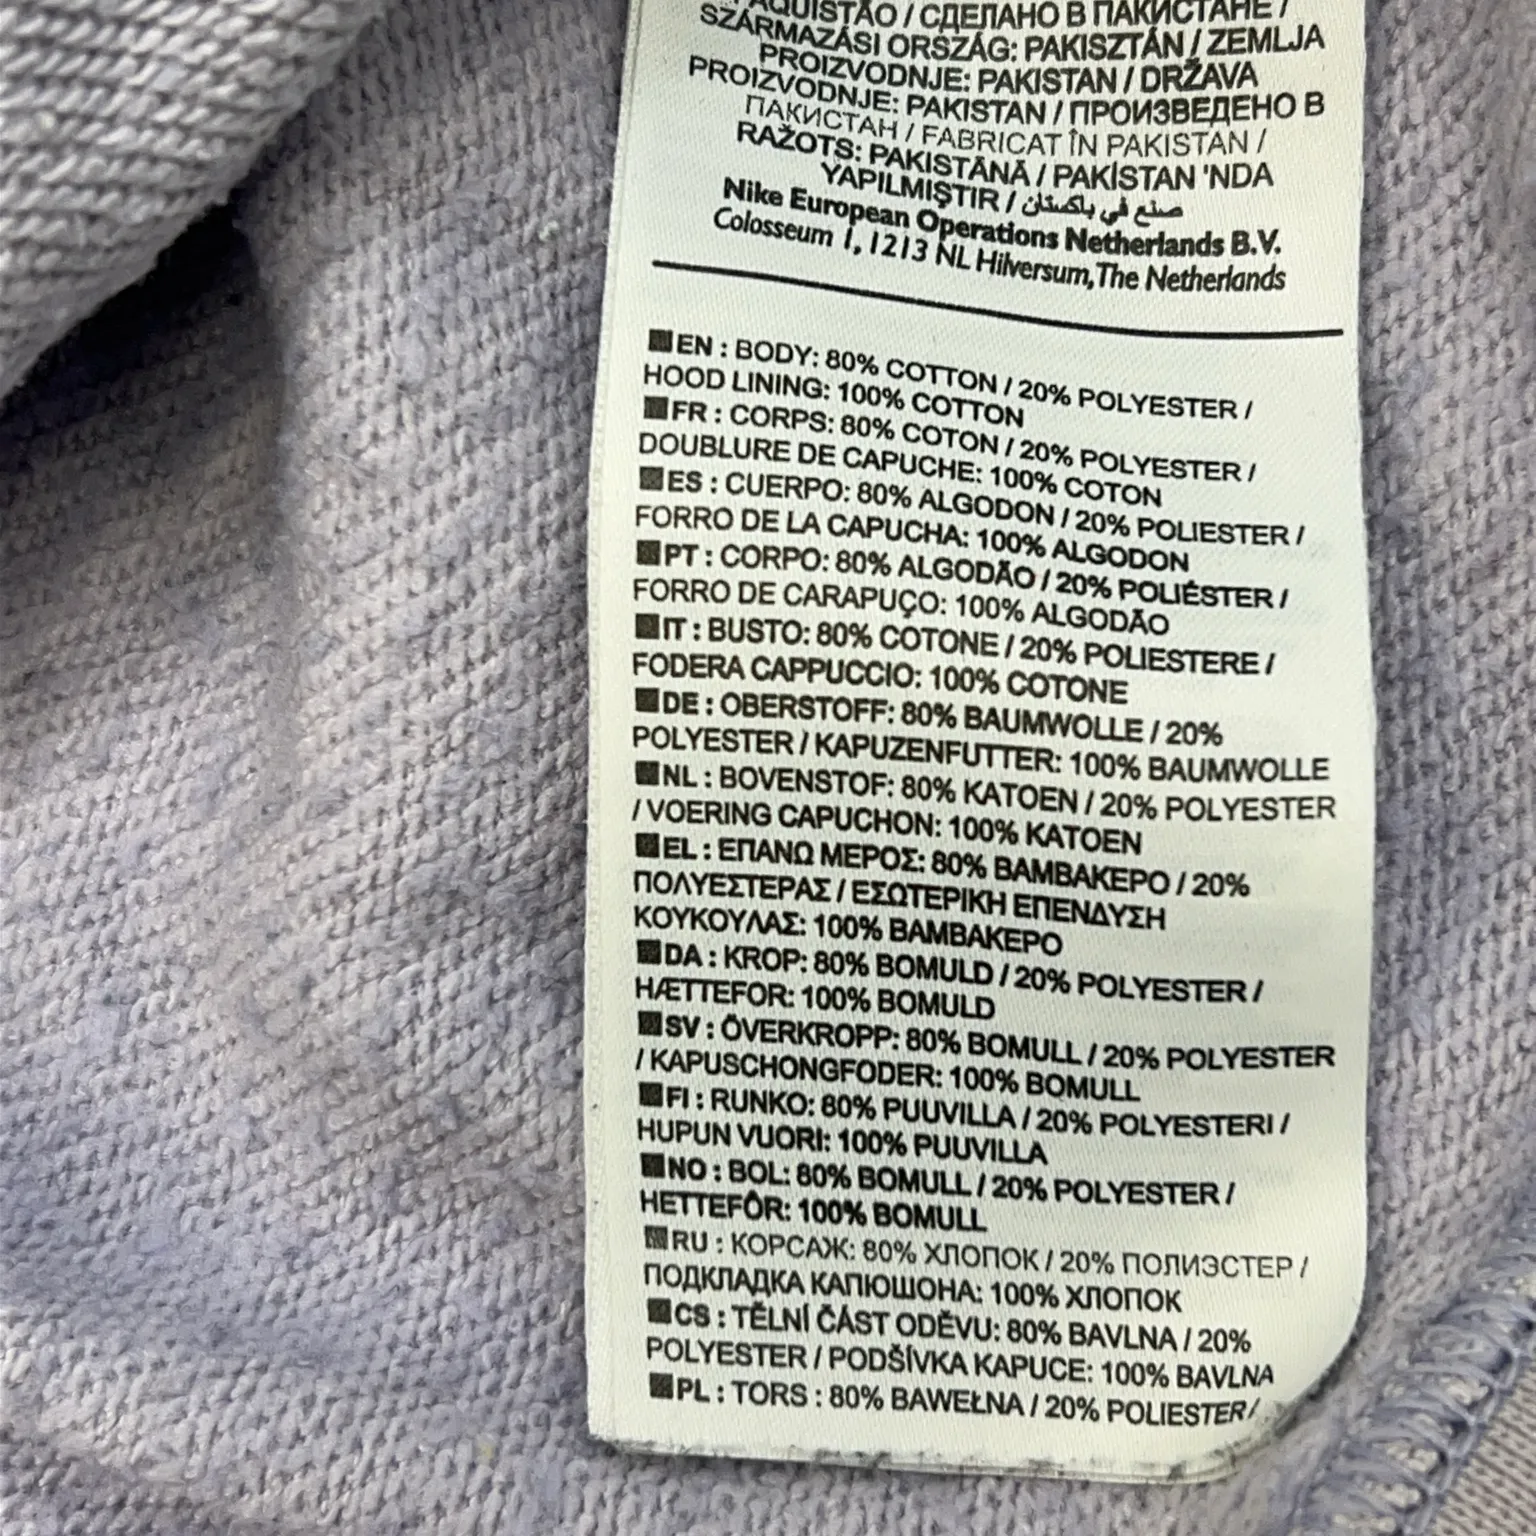 AQUISTÃO / СДЕЛАНО В ПАКИСТАНЕ /
SZÁRMAZÁSI ORSZÁG: PAKISZTÁN / ZEMLJA
PROIZVODNJE: PAKISTAN / DRŽAVA
PROIZVODNJE: PAKISTAN / ПРОИЗВЕДЕНО В
ПАКИСТАН / FABRICAT ÎN PAKISTAN /
RAŽOTS: PAKISTĀNĀ / PAKİSTAN 'NDA
YAPILMIŞTIR / صنع في باكستان
Nike European Operations Netherlands B.V.
Colosseum 1, 1213 NL Hilversum, The Netherlands
EN : BODY: 80% COTTON / 20% POLYESTER /
HOOD LINING: 100% COTTON
FR : CORPS: 80% COTON / 20% POLYESTER /
DOUBLURE DE CAPUCHE: 100% COTON
ES : CUERPO: 80% ALGODON / 20% POLIESTER /
FORRO DE LA CAPUCHA: 100% ALGODON
PT : CORPO: 80% ALGODÃO / 20% POLIÉSTER /
FORRO DE CARAPUÇO: 100% ALGODÃO
IT : BUSTO: 80% COTONE / 20% POLIESTERE /
FODERA CAPPUCCIO: 100% COTONE
DE : OBERSTOFF: 80% BAUMWOLLE / 20%
POLYESTER / KAPUZENFUTTER: 100% BAUMWOLLE
NL : BOVENSTOF: 80% KATOEN / 20% POLYESTER
/ VOERING CAPUCHON: 100% KATOEN
EL : ΕΠΑΝΩ ΜΕΡΟΣ: 80% ΒΑΜΒΑΚΕΡΟ / 20%
ΠΟΛΥΕΣΤΕΡΑΣ / ΕΣΩΤΕΡΙΚΗ ΕΠΕΝΔΥΣΗ
ΚΟΥΚΟΥΛΑΣ: 100% ΒΑΜΒΑΚΕΡΟ
DA : KROP: 80% BOMULD / 20% POLYESTER /
HÆTTEFOR: 100% BOMULD
SV : ÖVERKROPP: 80% BOMULL / 20% POLYESTER
/ KAPUSCHONGFODER: 100% BOMULL
FI : RUNKO: 80% PUUVILLA / 20% POLYESTERI /
HUPUN VUORI: 100% PUUVILLA
NO : BOL: 80% BOMULL / 20% POLYESTER /
HETTEFÔR: 100% BOMULL
RU : КОРСАЖ: 80% ХЛОПОК / 20% ПОЛИЭСТЕР /
ПОДКЛАДКА КАПЮШОНА: 100% ХЛОПОК
CS : TĚLNÍ ČÁST ODĚVU: 80% BAVLNA / 20%
POLYESTER / PODŠÍVKA KAPUCE: 100% BAVLNA
PL : TORS : 80% BAWEŁNA / 20% POLIESTER /